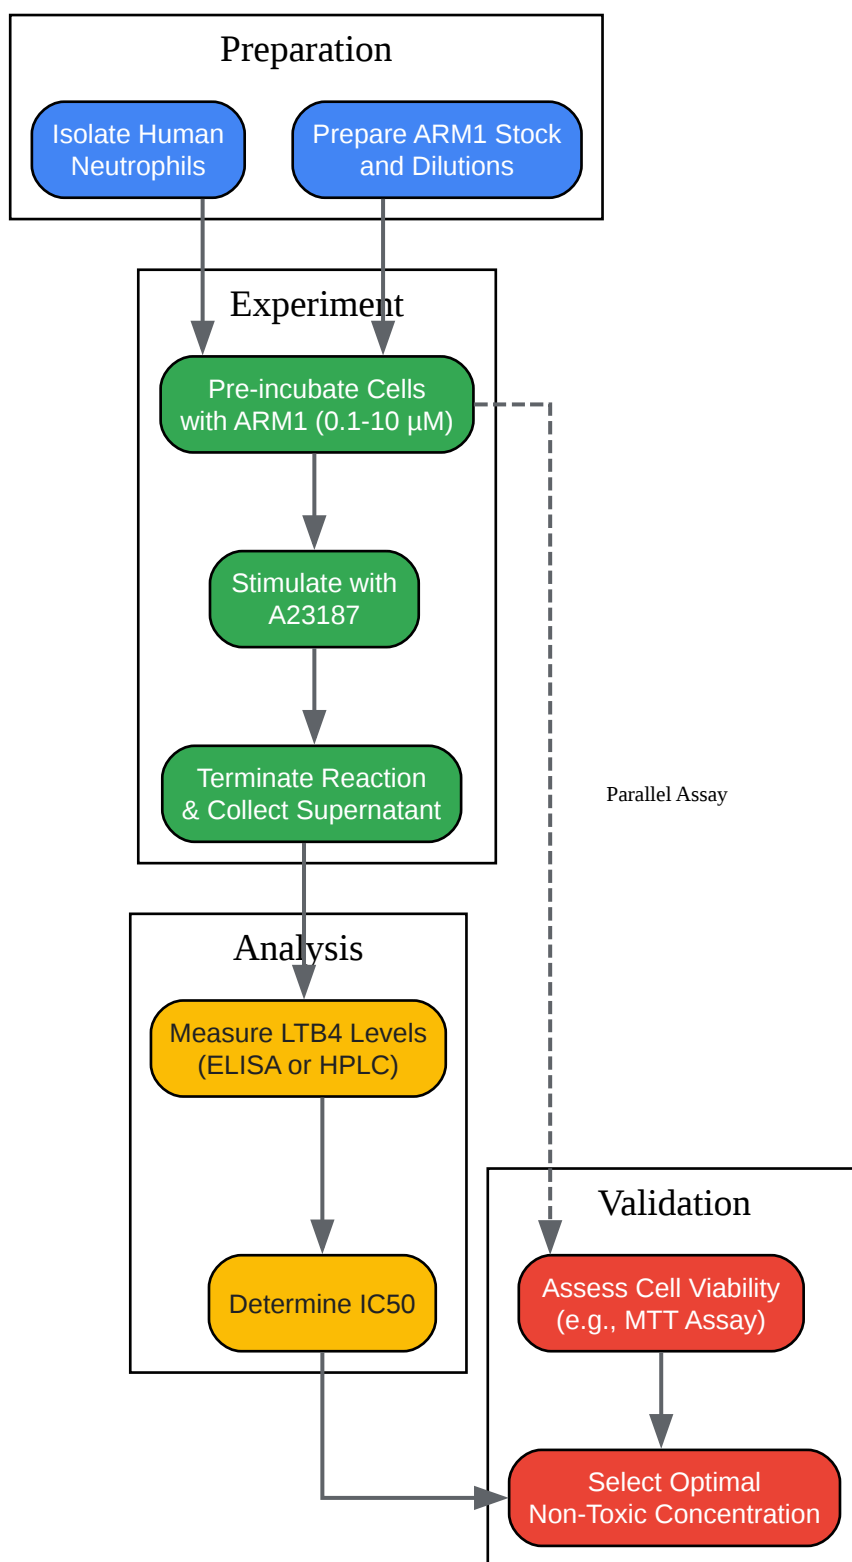 Preparation
Isolate Human
Neutrophils
Prepare ARM1 Stock
and Dilutions
Experiment
Pre-incubate Cells
with ARM1 (0.1-10 µM)
Stimulate with
A23187
Terminate Reaction
& Collect Supernatant
Parallel Assay
Analysis
Measure LTB4 Levels
(ELISA or HPLC)
Determine IC50
Validation
Assess Cell Viability
(e.g., MTT Assay)
Select Optimal
Non-Toxic Concentration